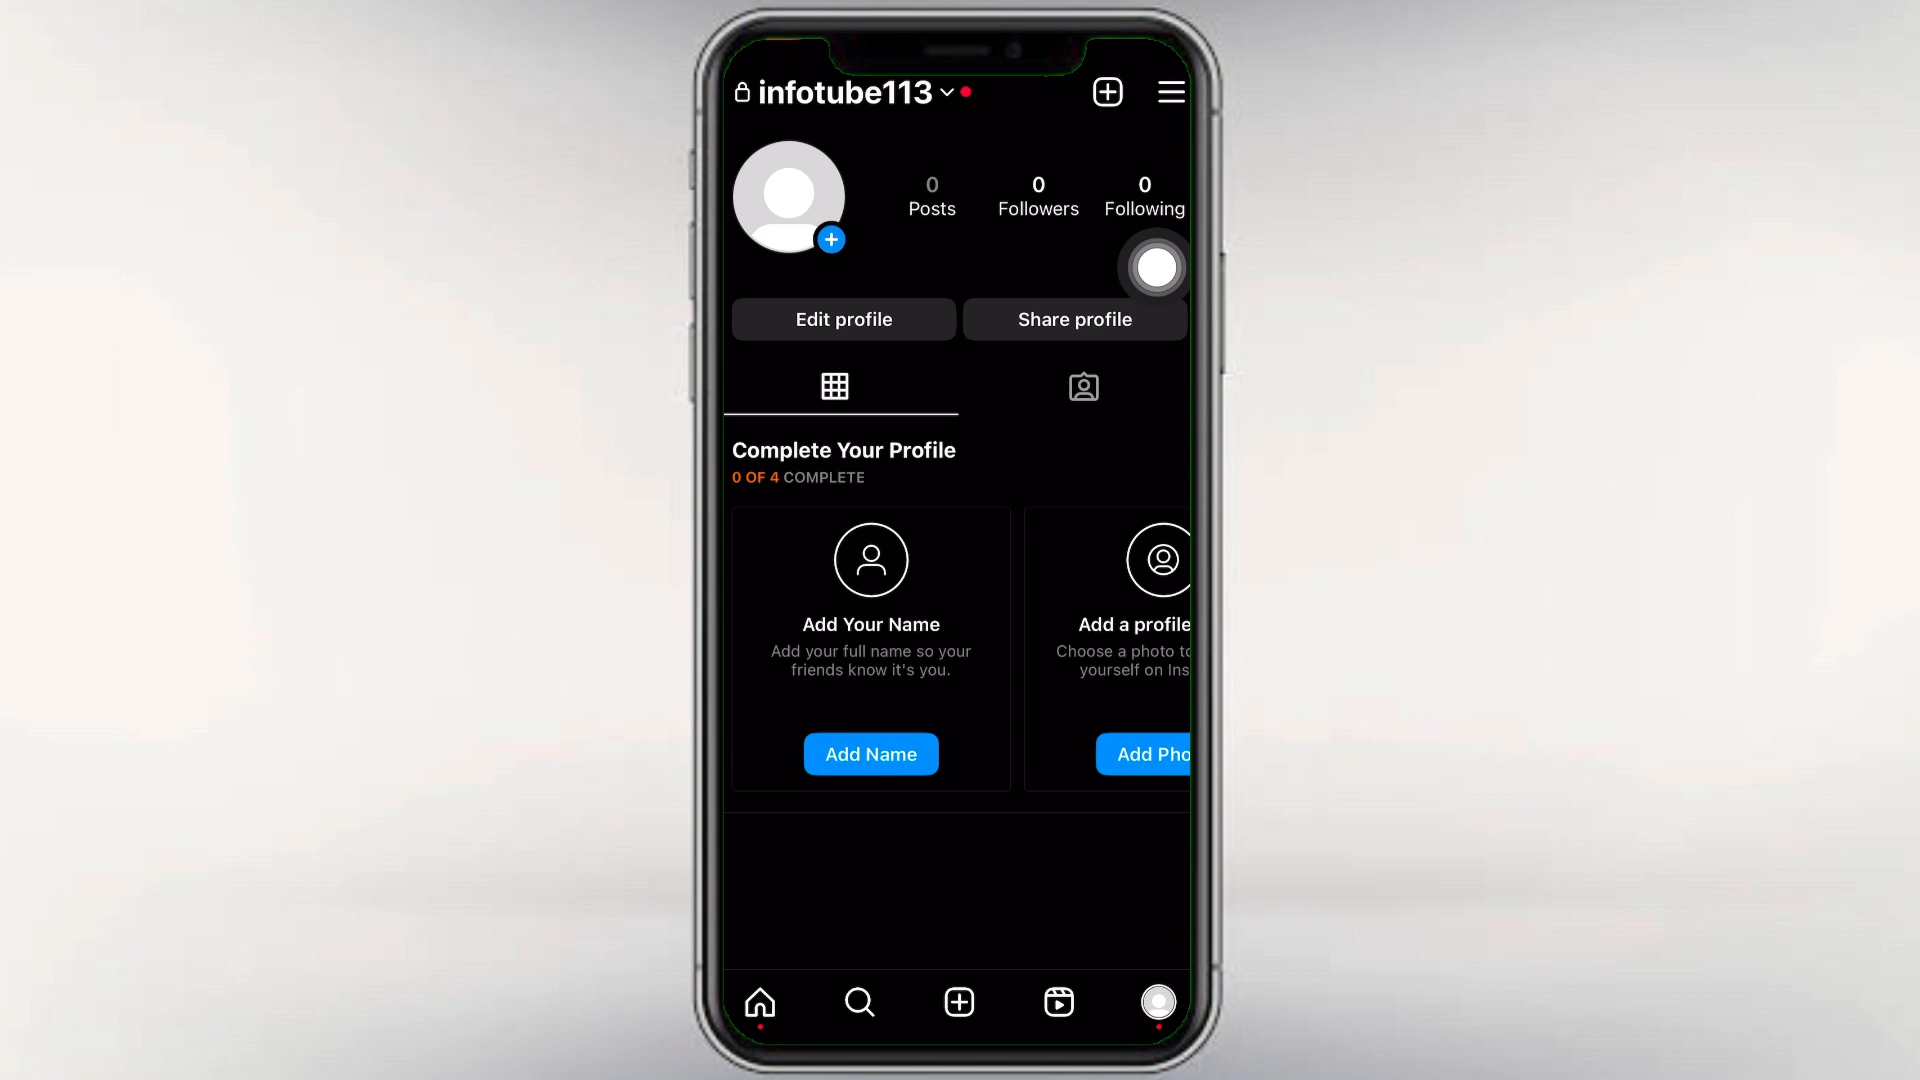 infotube113
0 0 0
Posts Followers Following
Edit profile Share profile
Complete Your Profile
0 OF 4 COMPLETE
Add Your Name
Add your full name so your
friends know it's you.
Add Name
Add a profile
Choose a photo to
yourself on Ins
Add Pho